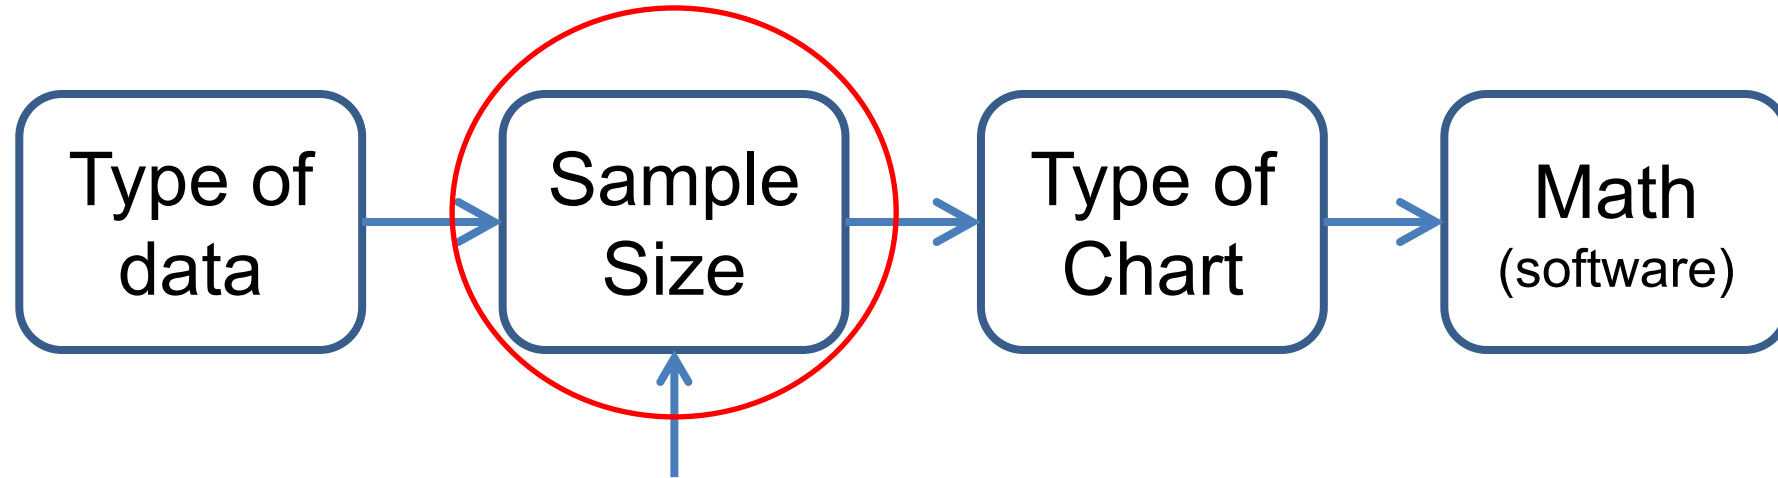 Type of
data
Sample
Size
Type of
Chart
Math
(software)